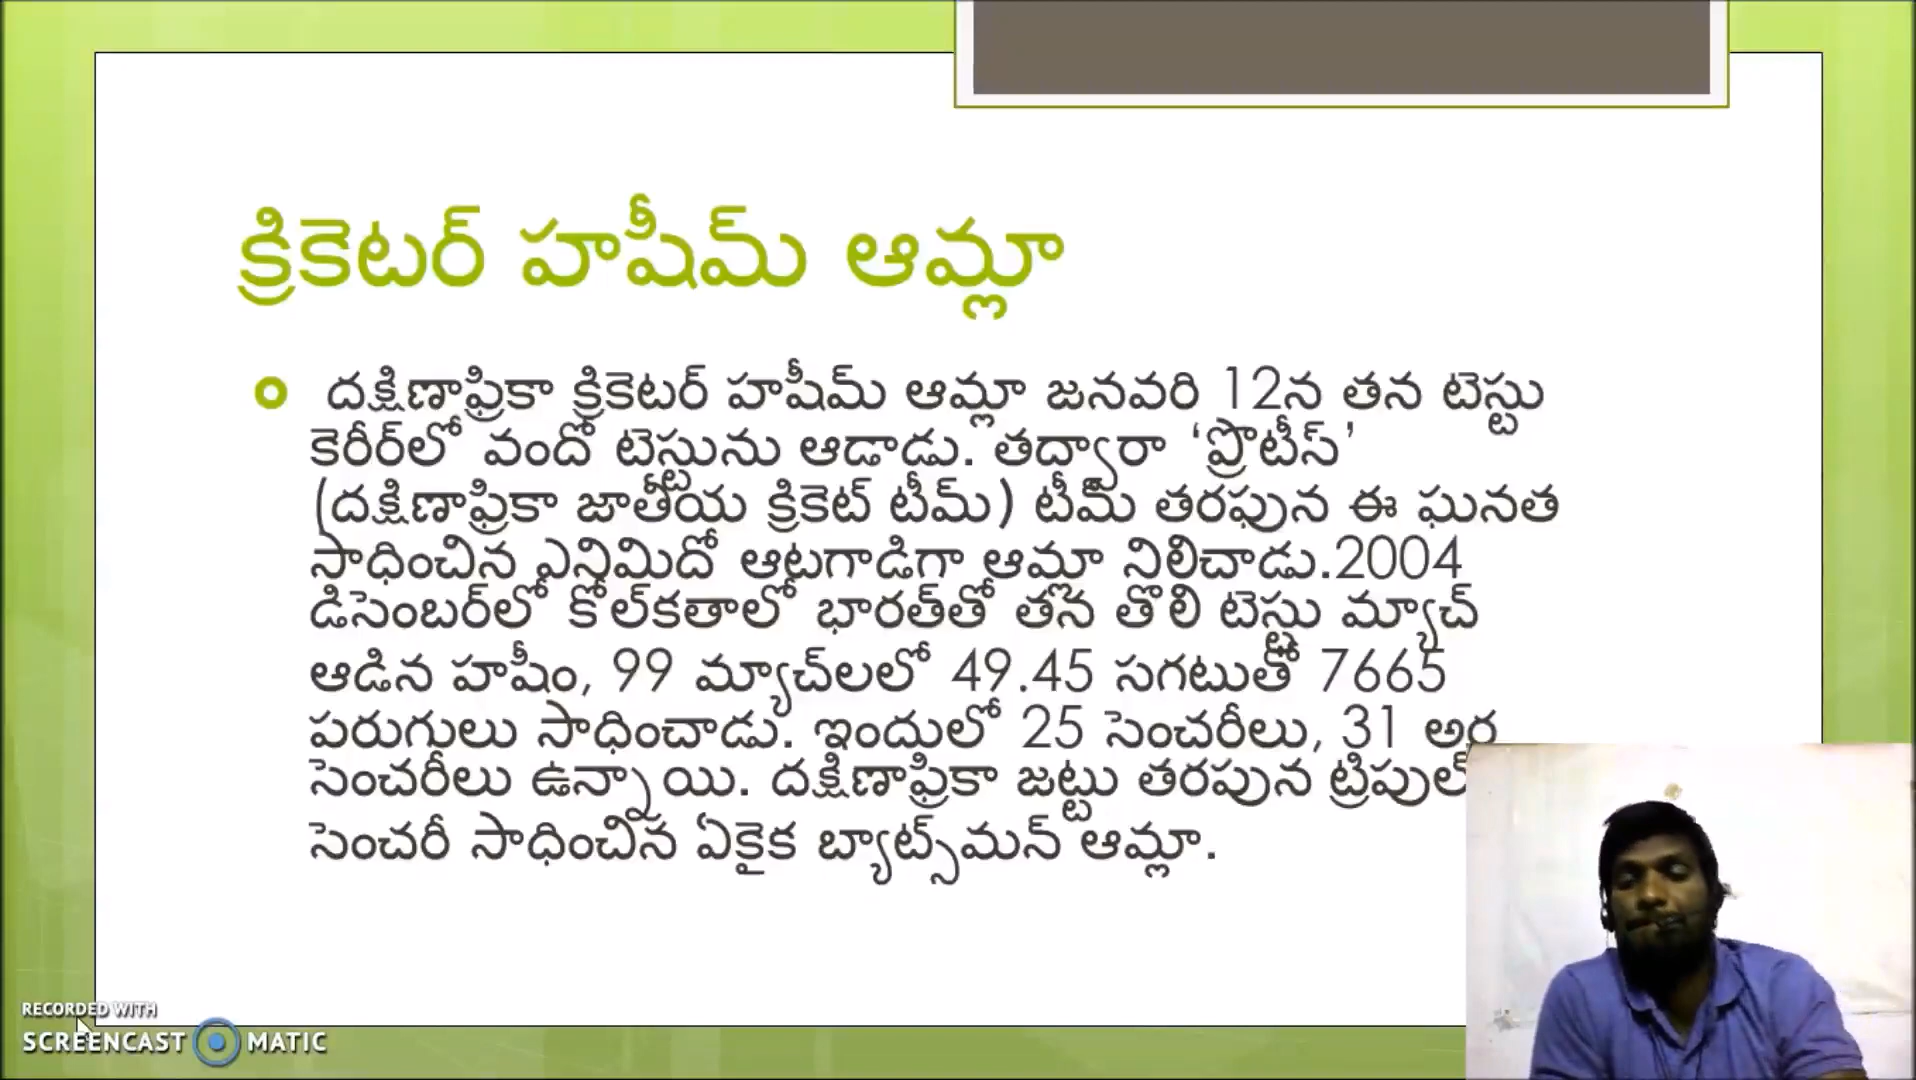 క్రికెటర్ హషీమ్ ఆమ్లా
దక్షిణాఫ్రికా క్రికెటర్ హషీమ్ ఆమ్లా జనవరి 12న తన టెస్టు
కెరీర్‌లో వందో టెస్టును ఆడాడు. తద్వారా ‘ప్రొటీస్’
(దక్షిణాఫ్రికా జాతీయ క్రికెట్ టీమ్) టీమ్ తరఫున ఈ ఘనత
సాధించిన ఎనిమిదో ఆటగాడిగా ఆమ్లా నిలిచాడు.2004
డిసెంబర్‌లో కోల్‌కతాలో భారత్‌తో తన తొలి టెస్టు మ్యాచ్
ఆడిన హషీం, 99 మ్యాచ్‌లలో 49.45 సగటుతో 7665
పరుగులు సాధించాడు. ఇందులో 25 సెంచరీలు, 31 అర్ధ
సెంచరీలు ఉన్నాయి. దక్షిణాఫ్రికా జట్టు తరపున ట్రిపుల్
సెంచరీ సాధించిన ఏకైక బ్యాట్స్‌మన్ ఆమ్లా.
RECORDED WITH
SCREENCAST MATIC